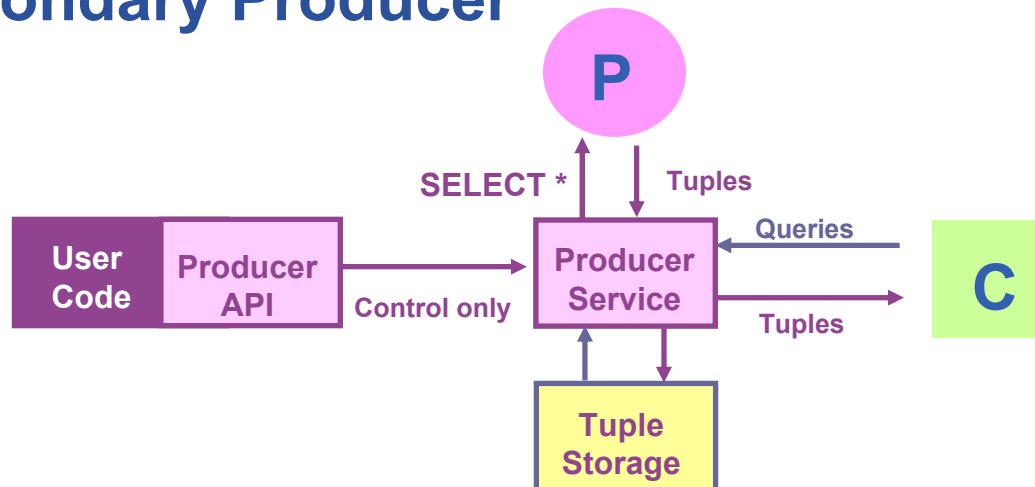 ondary Producer
P
SELECT *
Tuples
User
Code
Producer
API
Control only
Producer
Service
Queries
Tuples
C
Tuple
Storage